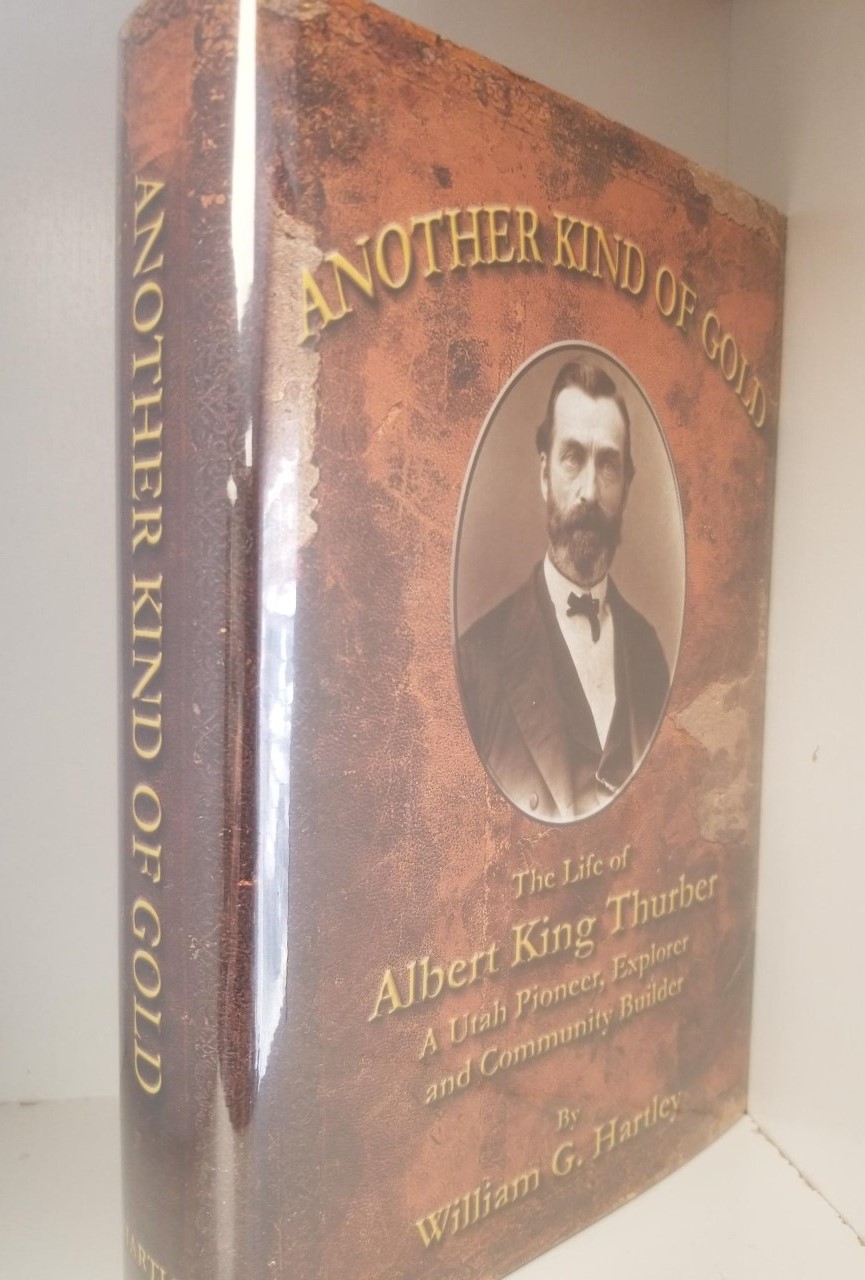 ANOTHER KIND OF GOLD
ANOTHER KIND OF GOLD
The Life of
Albert King Thurber
A Utah Pioneer, Explorer
and Community Builder
By
William G. Hartley